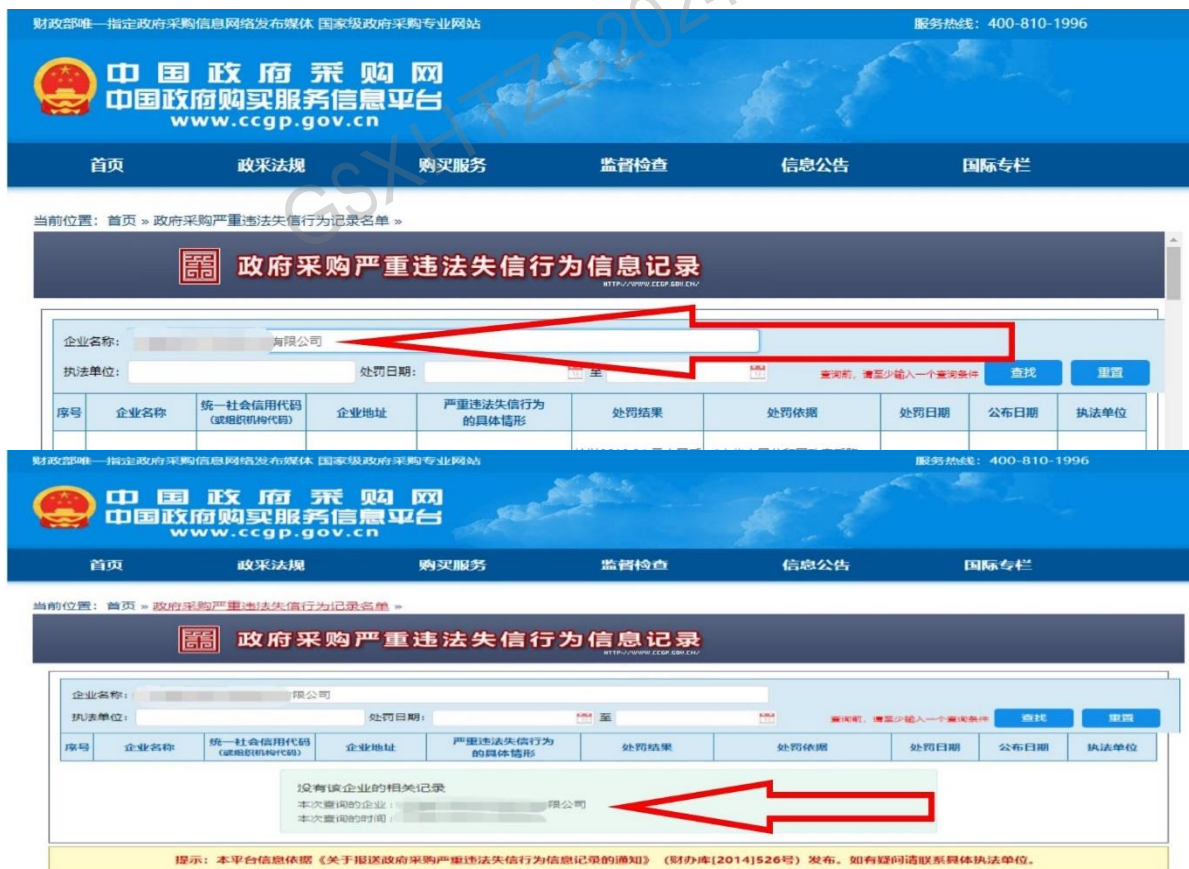 GSXHTZC202
财政部唯一指定政府采购信息网络发布媒体 国家级政府采购专业网站 服务热线：400-810-1996
中国政府采购网
中国政府购买服务信息平台
www.ccgp.gov.cn
首页 政采法规 购买服务 监督检查 信息公告 国际专栏
当前位置：首页 » 政府采购严重违法失信行为记录名单 »
政府采购严重违法失信行为信息记录
HTTP://WWW.CCGP.GOV.CN/
企业名称： 有限公司
执法单位： 处罚日期： 至 查询前，请至少输入一个查询条件 查找 重置
序号 企业名称 统一社会信用代码（或组织机构代码） 企业地址 严重违法失信行为的具体情形 处罚结果 处罚依据 处罚日期 公布日期 执法单位
财政部唯一指定政府采购信息网络发布媒体 国家级政府采购专业网站 服务热线：400-810-1996
中国政府采购网
中国政府购买服务信息平台
www.ccgp.gov.cn
首页 政采法规 购买服务 监督检查 信息公告 国际专栏
当前位置：首页 » 政府采购严重违法失信行为记录名单 »
政府采购严重违法失信行为信息记录
HTTP://WWW.CCGP.GOV.CN/
企业名称： 限公司
执法单位： 处罚日期： 至 查询前，请至少输入一个查询条件 查找 重置
序号 企业名称 统一社会信用代码（或组织机构代码） 企业地址 严重违法失信行为的具体情形 处罚结果 处罚依据 处罚日期 公布日期 执法单位
没有该企业的相关记录
本次查询的企业： 限公司
本次查询的时间：
提示：本平台信息依据《关于报送政府采购严重违法失信行为信息记录的通知》（财办库[2014]526号）发布。如有疑问请联系具体执法单位。